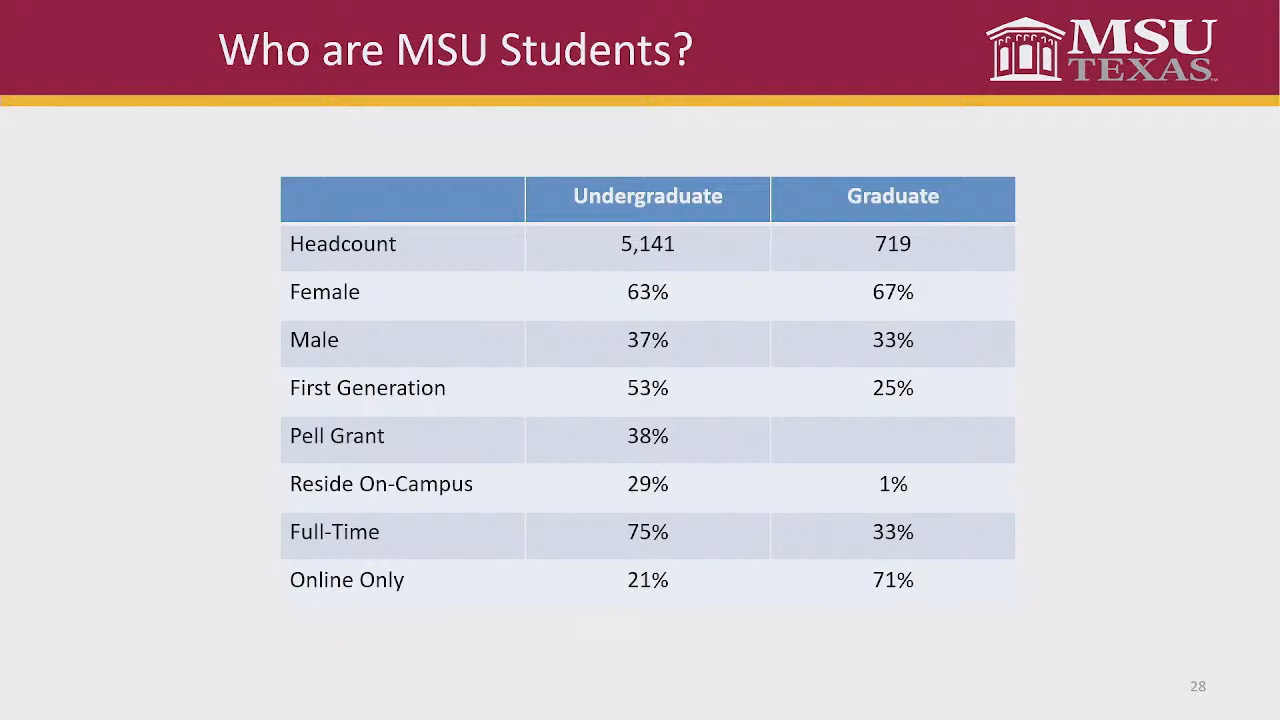 Who are MSU Students?
MSU
TEXAS
Undergraduate Graduate
Headcount 5,141 719
Female 63% 67%
Male 37% 33%
First Generation 53% 25%
Pell Grant 38%
Reside On-Campus 29% 1%
Full-Time 75% 33%
Online Only 21% 71%
28